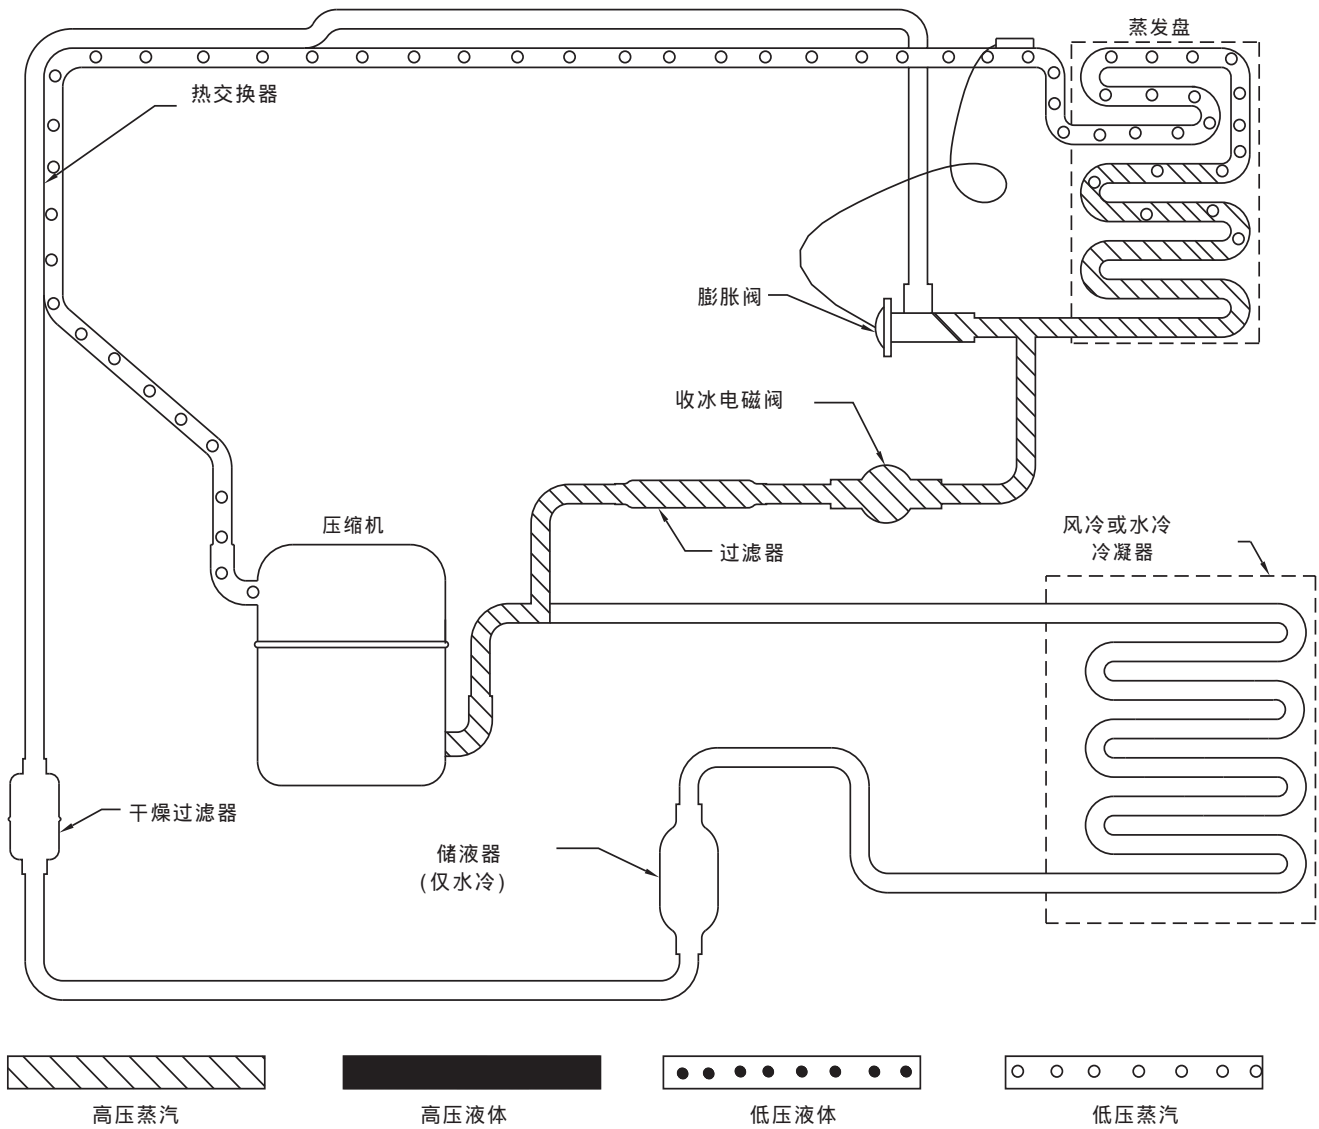 蒸发盘
热交换器
膨胀阀
收冰电磁阀
压缩机
过滤器
风冷或水冷
冷凝器
干燥过滤器
储液器
(仅水冷)
高压蒸汽
高压液体
低压液体
低压蒸汽